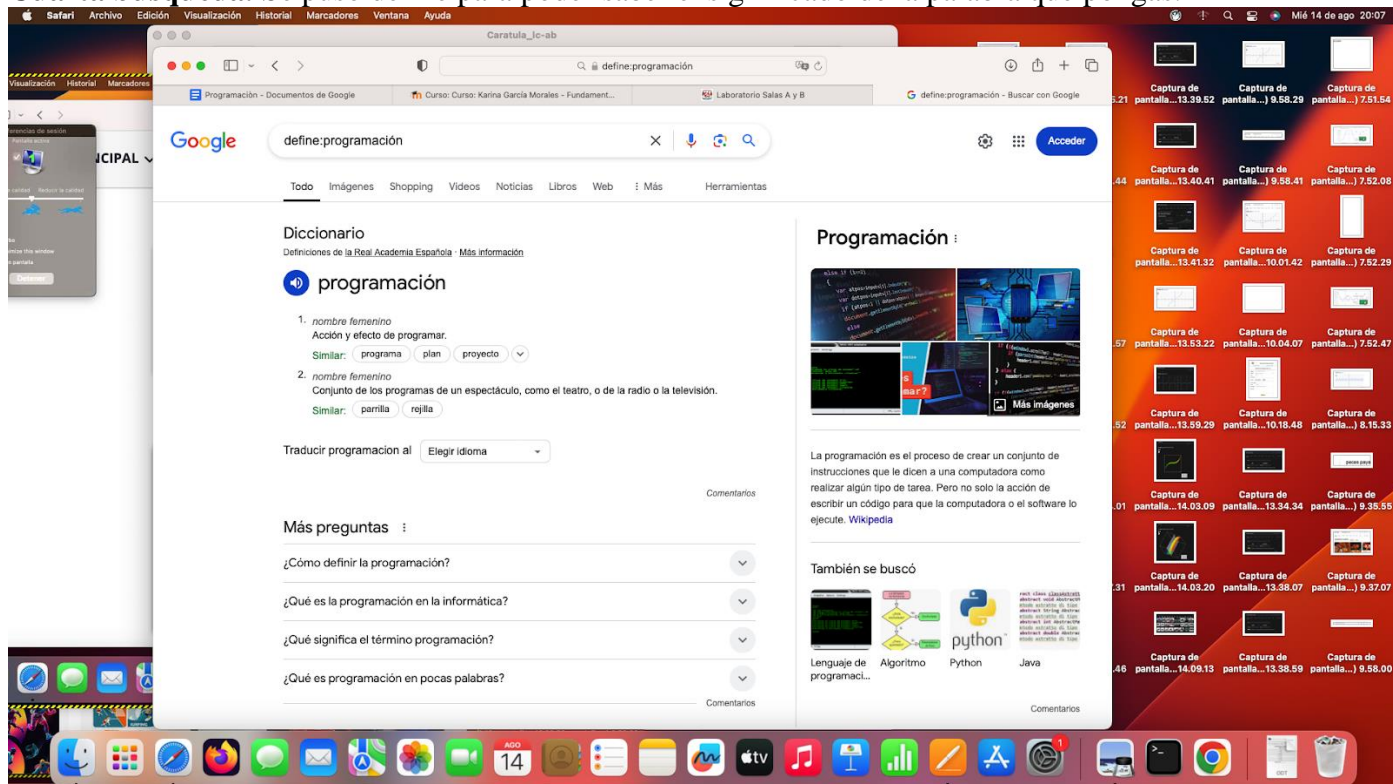 Safari Archivo Edición Visualización Historial Marcadores Ventana Ayuda
Mié 14 de ago 20:07
Caratula_lc-ab
define:programación
Programación - Documentos de Google
Curso: Curso: Karina García Morales - Fundament...
Laboratorio Salas A y B
define:programación - Buscar con Google
Visualización Historial Marcadores
Pantalla activa
Reducir la calidad
Detener
Google
define:programación
Acceder
Todo Imágenes Shopping Videos Noticias Libros Web Más Herramientas
Diccionario
Definiciones de la Real Academia Española · Más información
programación
1. nombre femenino
Acción y efecto de programar.
Similar: programa plan proyecto
2. nombre femenino
Conjunto de los programas de un espectáculo, como el teatro, o de la radio o la televisión.
Similar: parrilla rejilla
Traducir programacion al Elegir idioma
Comentarios
Más preguntas
¿Cómo definir la programación?
¿Qué es la programación en la informática?
¿Qué significa el término programación?
¿Qué es programación en pocas palabras?
Comentarios
Programación
Más imágenes
La programación es el proceso de crear un conjunto de
instrucciones que le dicen a una computadora como
realizar algún tipo de tarea. Pero no solo la acción de
escribir un código para que la computadora o el software lo
ejecute. Wikipedia
También se buscó
python
Lenguaje de
programaci...
Algoritmo
Python
Java
Comentarios
Captura de Captura de Captura de
5.21 pantalla...13.39.52 pantalla...) 9.58.29 pantalla...) 7.51.54
Captura de Captura de Captura de
.44 pantalla...13.40.41 pantalla...) 9.58.41 pantalla...) 7.52.08
Captura de Captura de Captura de
pantalla...13.41.32 pantalla...10.01.42 pantalla...) 7.52.29
Captura de Captura de Captura de
.57 pantalla...13.53.22 pantalla...10.04.07 pantalla...) 7.52.47
Captura de Captura de Captura de
.52 pantalla...13.59.29 pantalla...10.18.48 pantalla...) 8.15.33
Captura de Captura de Captura de
.01 pantalla...14.03.09 pantalla...13.34.34 pantalla...) 9.35.55
Captura de Captura de Captura de
.31 pantalla...14.03.20 pantalla...13.38.07 pantalla...) 9.37.07
Captura de Captura de Captura de
.46 pantalla...14.09.13 pantalla...13.38.59 pantalla...) 9.58.00
AGO
14
tv
1